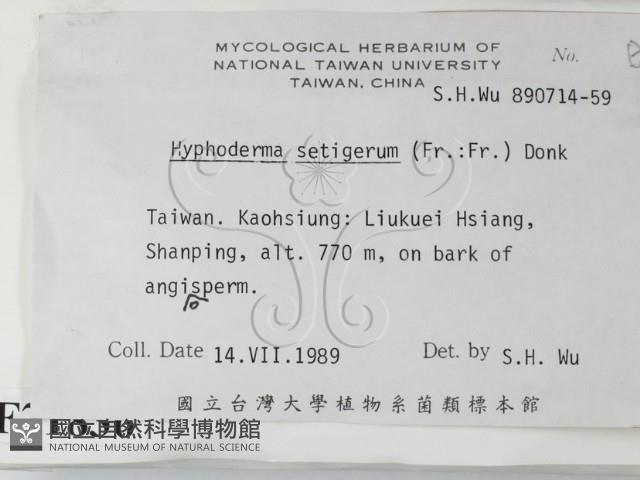 MYCOLOGICAL HERBARIUM OF
NATIONAL TAIWAN UNIVERSITY
TAIWAN, CHINA
No.
S.H.Wu 890714-59
Hyphoderma setigerum (Fr.:Fr.) Donk
Taiwan. Kaohsiung: Liukuei Hsiang,
Shanping, alt. 770 m, on bark of
angisperm.
o
Coll. Date 14.VII.1989
Det. by S.H. Wu
國立台灣大學植物系菌類標本館
國立自然科學博物館
NATIONAL MUSEUM OF NATURAL SCIENCE